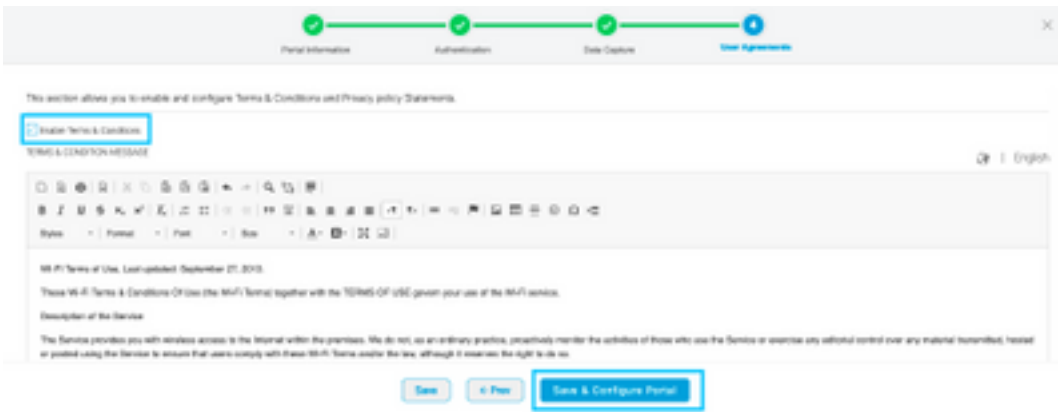 4
Portal Information Authentication Data Capture User Agreements
This section allows you to enable and configure Terms & Conditions and Privacy policy Statements.
Enable Terms & Conditions
TERMS & CONDITION MESSAGE
English
Styles Format Font Size
Wi-Fi Terms of Use, Last updated: September 27, 2013.
These Wi-Fi Terms & Conditions Of Use (the Wi-Fi Terms) together with the TERMS OF USE govern your use of the Wi-Fi service.
Description of the Service
The Service provides you with wireless access to the Internet within the premises. We do not, as an ordinary practice, proactively monitor the activities of those who use the Service or exercise any editorial control over any material transmitted, hosted
or posted using the Service to ensure that users comply with these Wi-Fi Terms and/or the law, although it reserves the right to do so.
Save Prev Save & Configure Portal